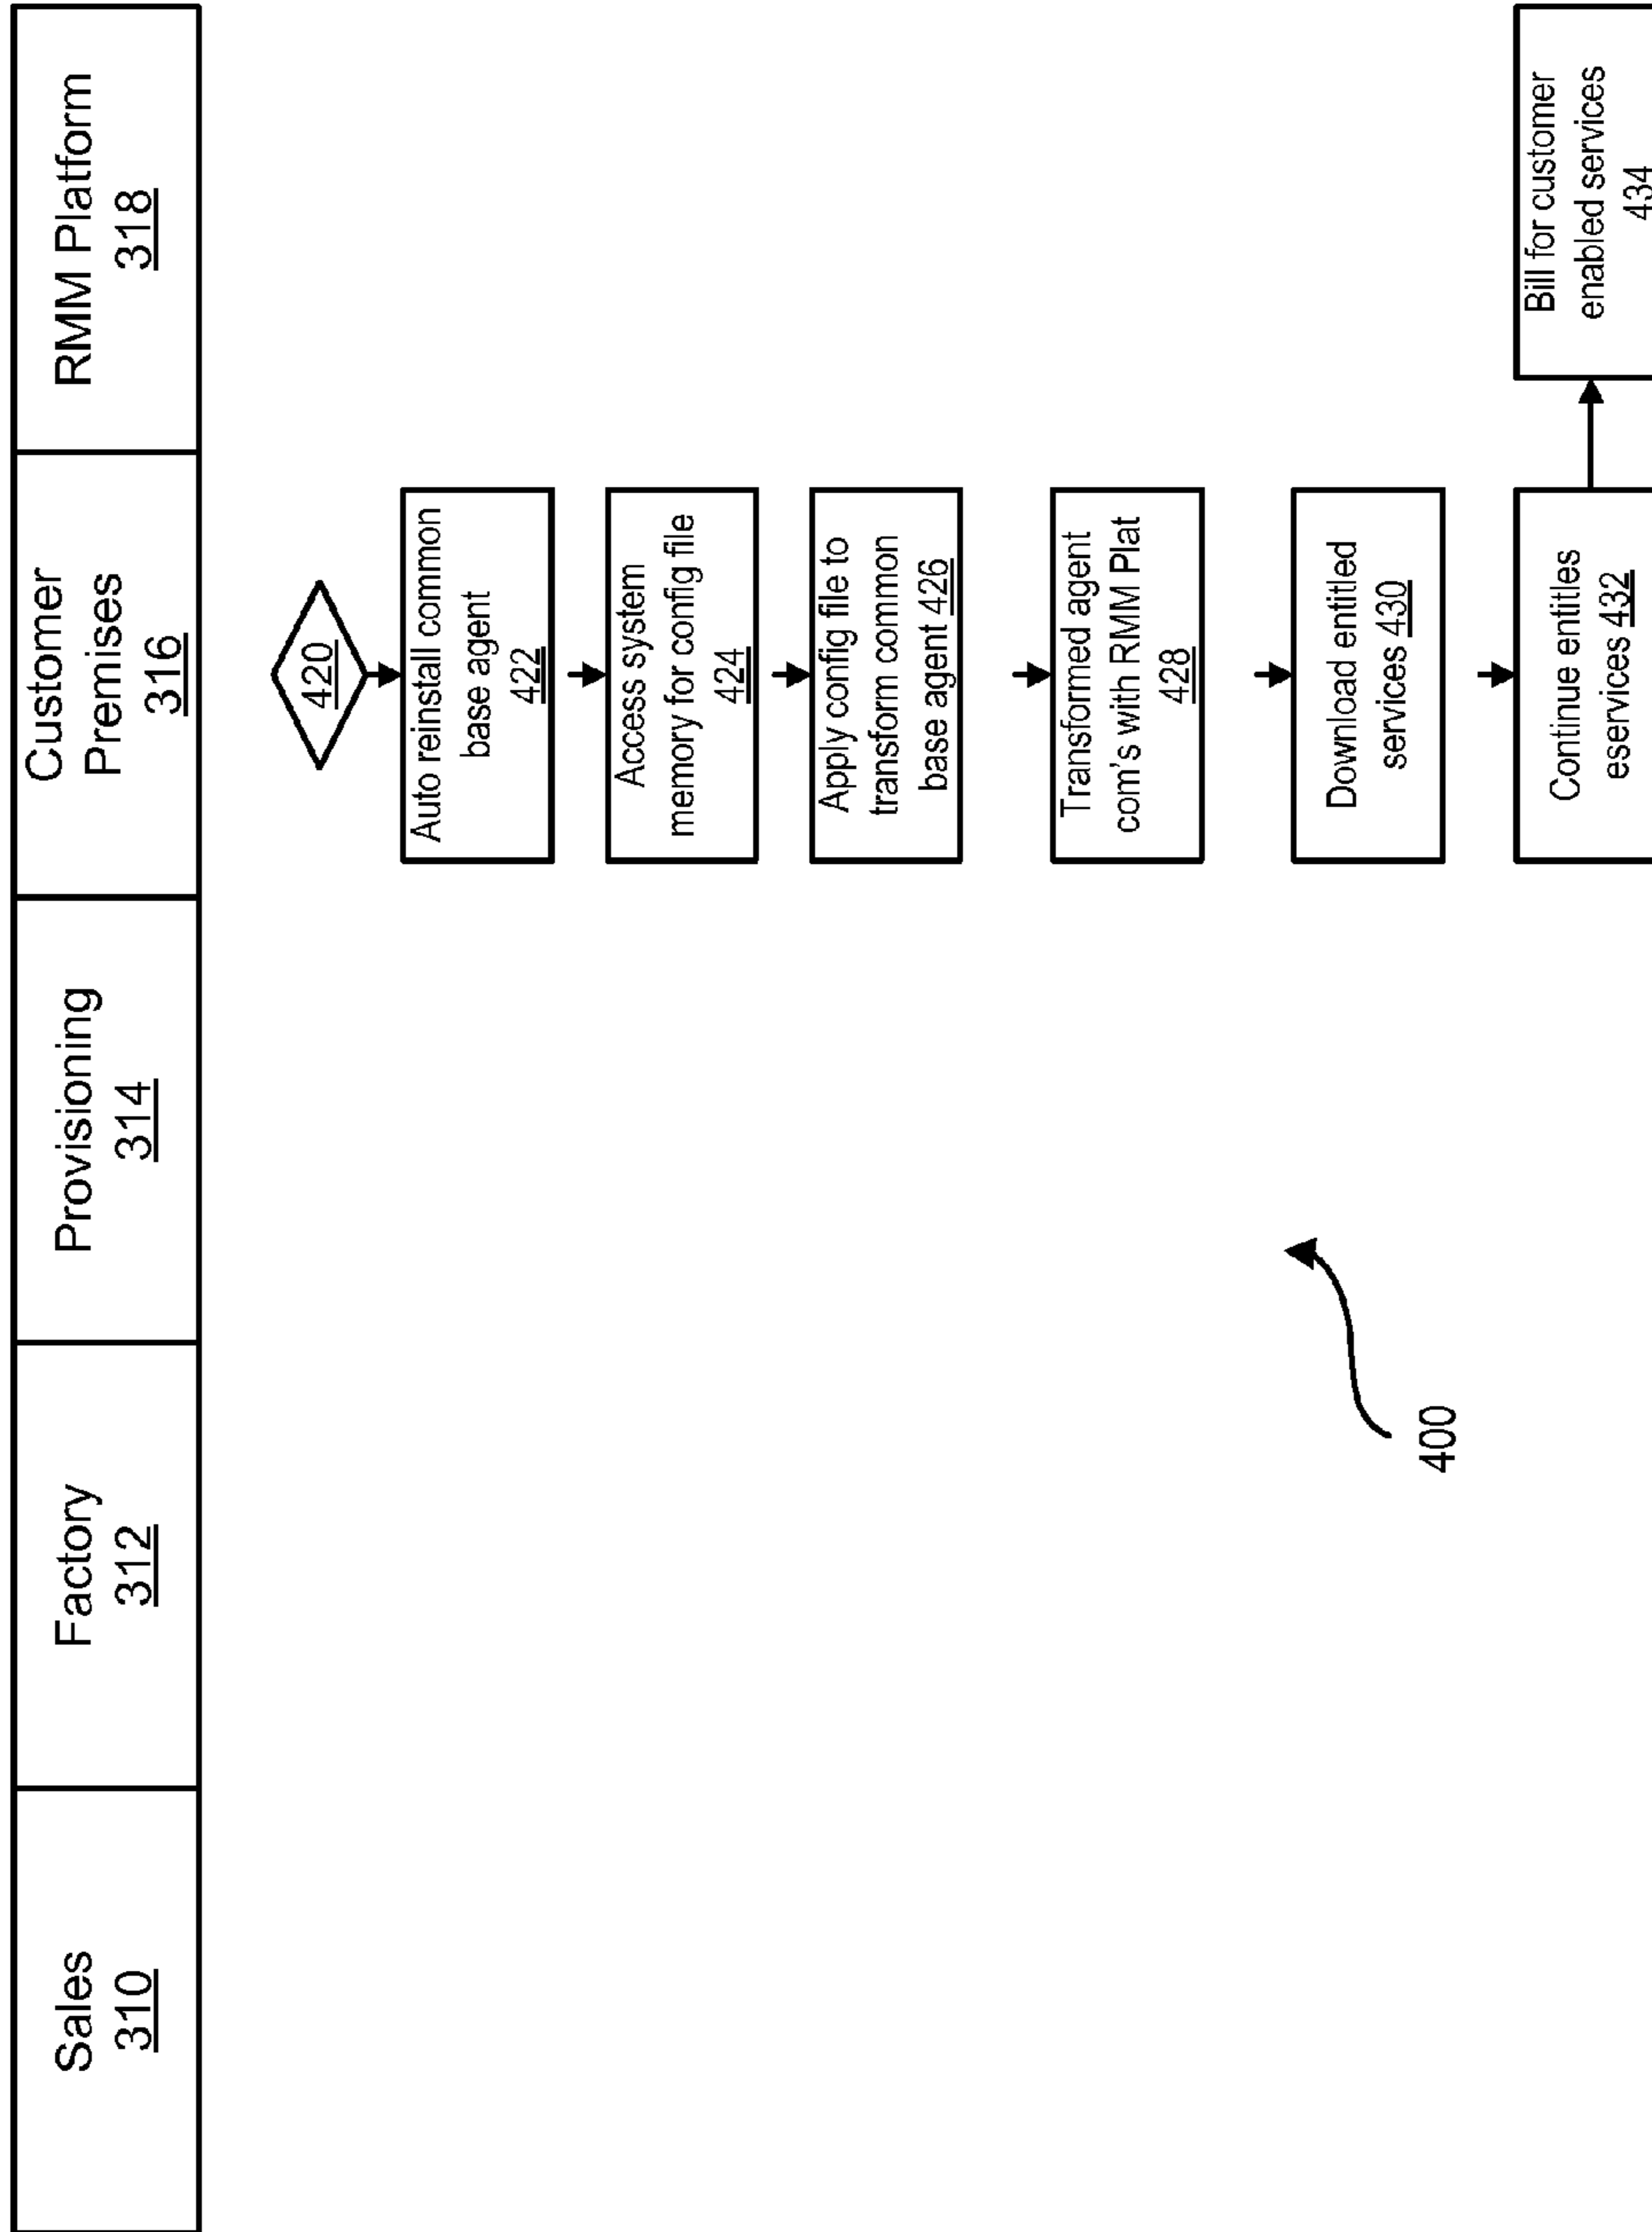 Sales
310
Factory
312
Provisioning
314
Customer
Premises
316
RMM Platform
318
420
Auto reinstall common
base agent
422
Access system
memory for config file
424
Apply config file to
transform common
base agent 426
Transformed agent
com's with RMM Plat
428
Download entitled
services 430
Continue entitles
eservices 432
Bill for customer
enabled services
434
400